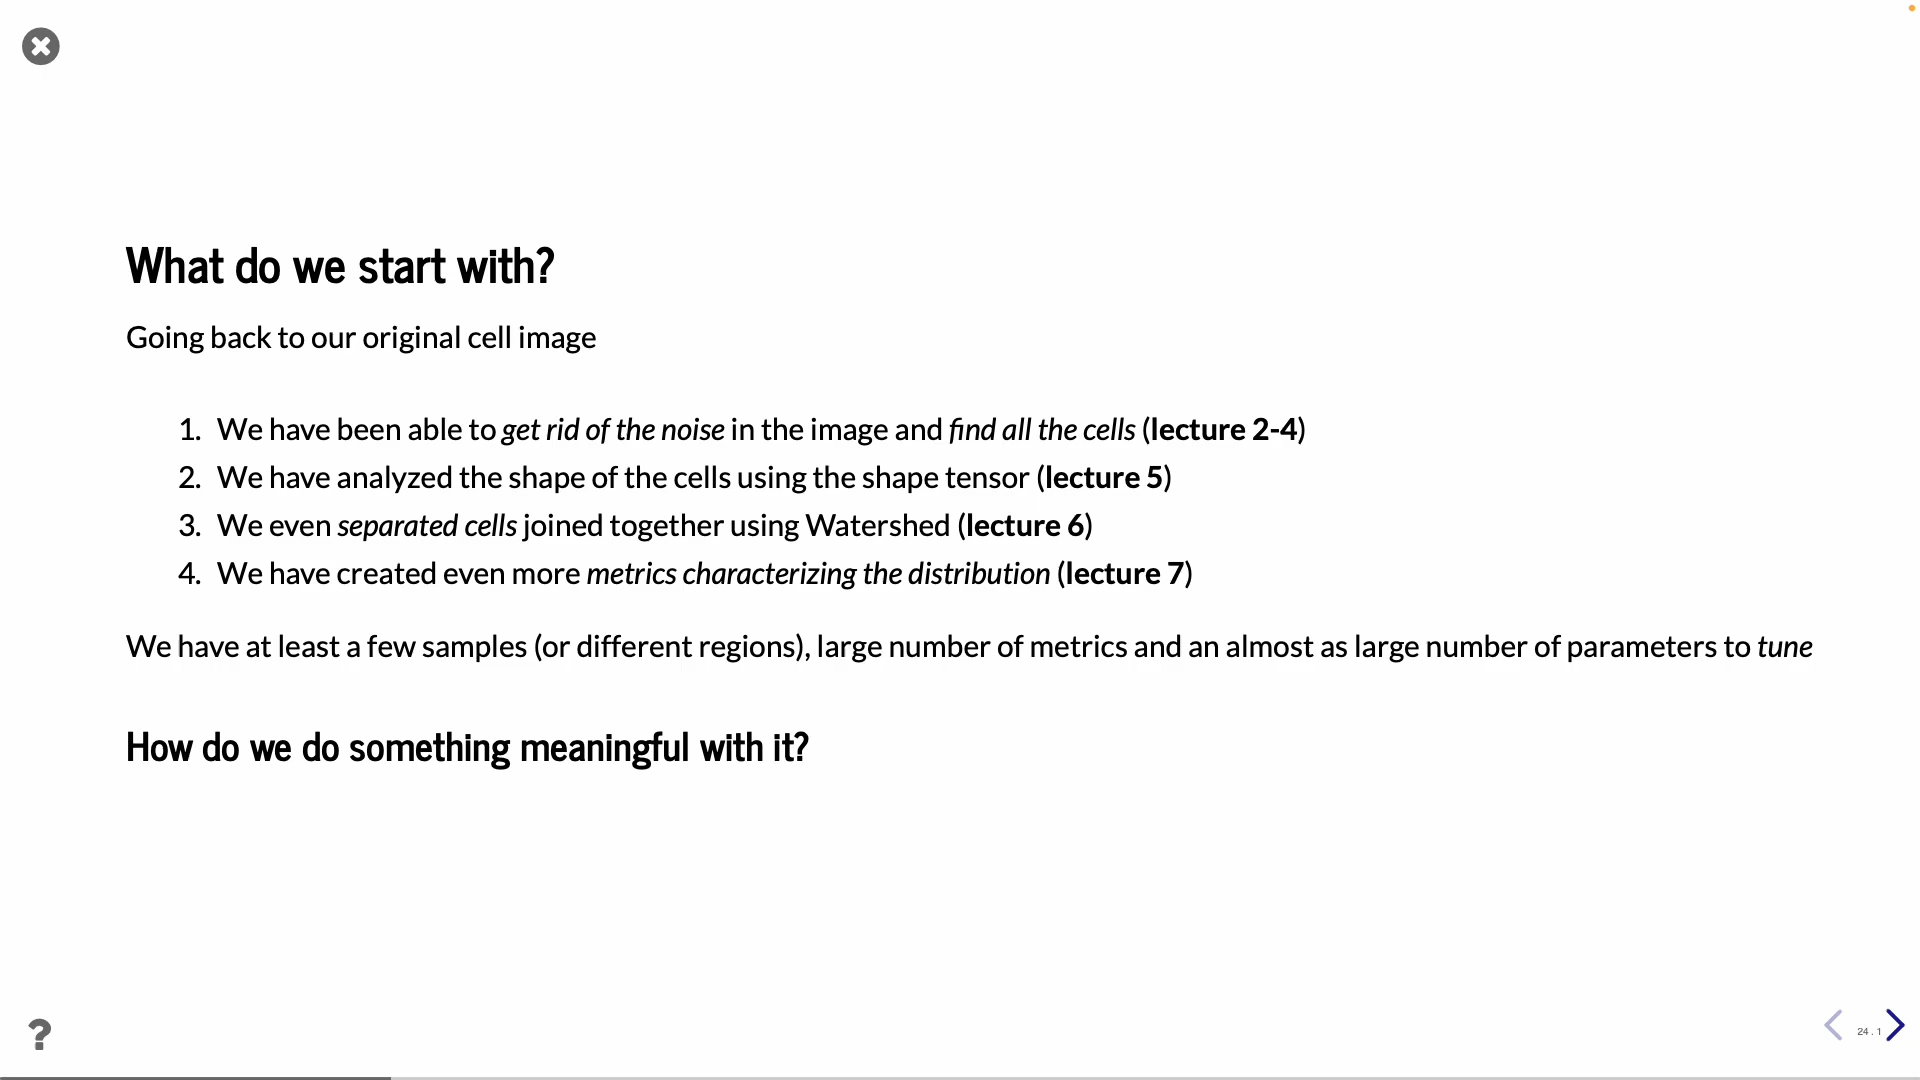 What do we start with?
Going back to our original cell image
1. We have been able to get rid of the noise in the image and find all the cells (lecture 2-4)
2. We have analyzed the shape of the cells using the shape tensor (lecture 5)
3. We even separated cells joined together using Watershed (lecture 6)
4. We have created even more metrics characterizing the distribution (lecture 7)
We have at least a few samples (or different regions), large number of metrics and an almost as large number of parameters to tune
How do we do something meaningful with it?
?
24 . 1